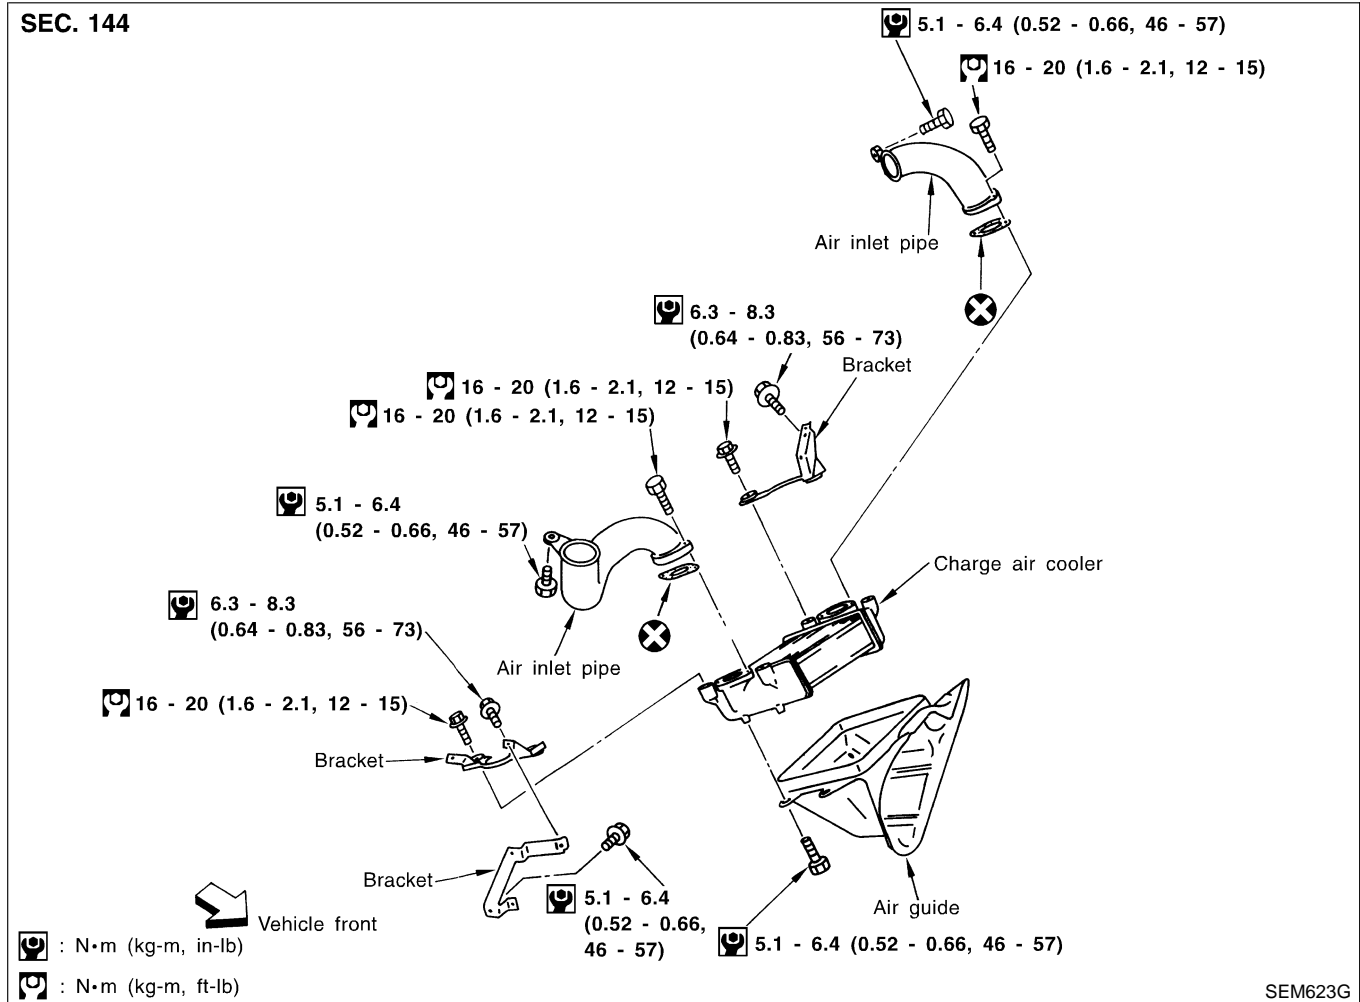 SEC. 144
5.1 - 6.4 (0.52 - 0.66, 46 - 57)
16 - 20 (1.6 - 2.1, 12 - 15)
Air inlet pipe
6.3 - 8.3
(0.64 - 0.83, 56 - 73)
Bracket
16 - 20 (1.6 - 2.1, 12 - 15)
16 - 20 (1.6 - 2.1, 12 - 15)
5.1 - 6.4
(0.52 - 0.66, 46 - 57)
Charge air cooler
6.3 - 8.3
(0.64 - 0.83, 56 - 73)
Air inlet pipe
16 - 20 (1.6 - 2.1, 12 - 15)
Bracket
Bracket
5.1 - 6.4
(0.52 - 0.66,
46 - 57)
Air guide
5.1 - 6.4 (0.52 - 0.66, 46 - 57)
Vehicle front
: N•m (kg-m, in-lb)
: N•m (kg-m, ft-lb)
SEM623G